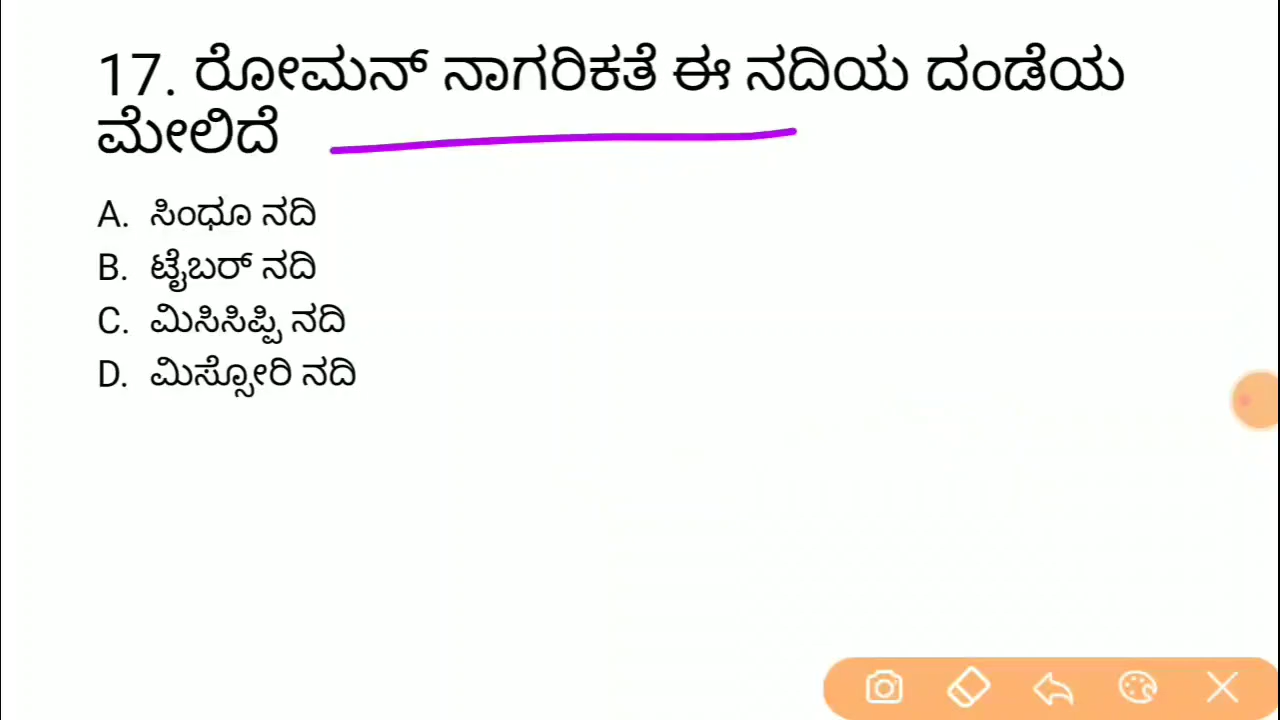 17. ರೋಮನ್ ನಾಗರಿಕತೆ ಈ ನದಿಯ ದಂಡೆಯ
ಮೇಲಿದೆ
A. ಸಿಂಧೂ ನದಿ
B. ಟೈಬರ್ ನದಿ
C. ಮಿಸಿಸಿಪ್ಪಿ ನದಿ
D. ಮಿಸ್ಸೋರಿ ನದಿ